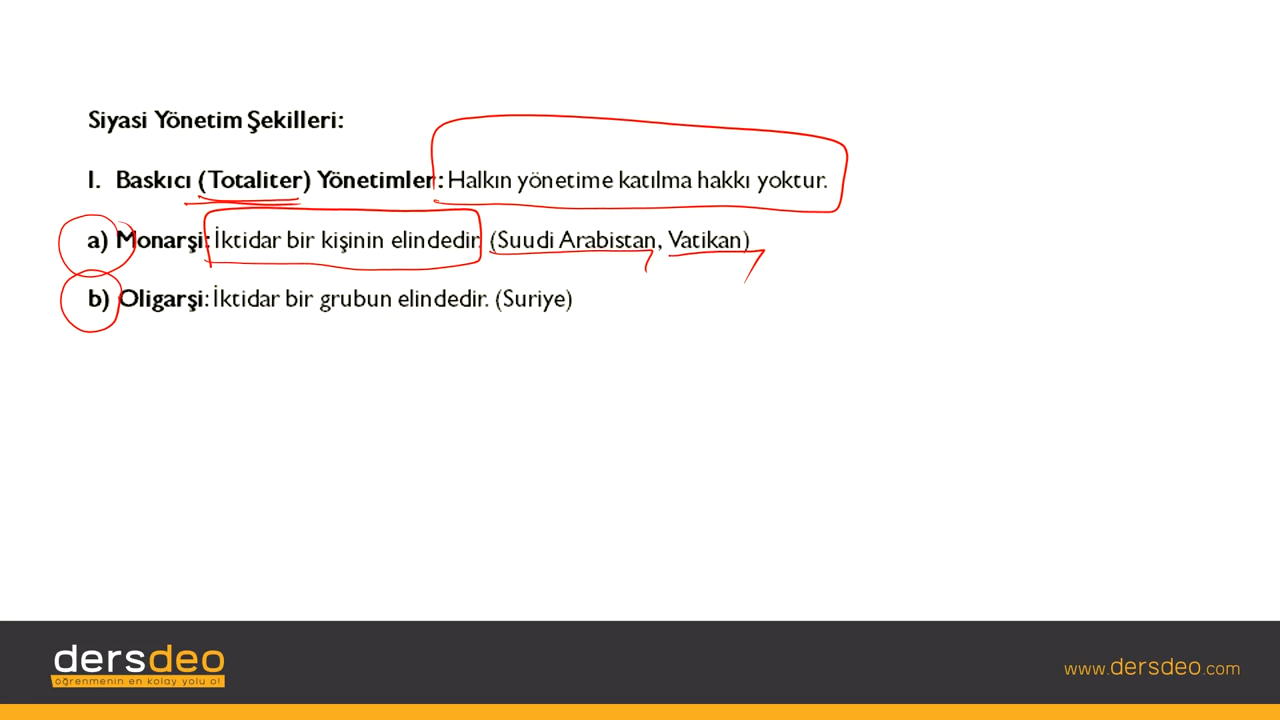 Siyasi Yönetim Şekilleri:
I. Baskıcı (Totaliter) Yönetimler: Halkın yönetime katılma hakkı yoktur.
a) Monarşi: İktidar bir kişinin elindedir. (Suudi Arabistan, Vatikan)
b) Oligarşi: İktidar bir grubun elindedir. (Suriye)
dersdeo
öğrenmenin en kolay yolu o!
www.dersdeo.com